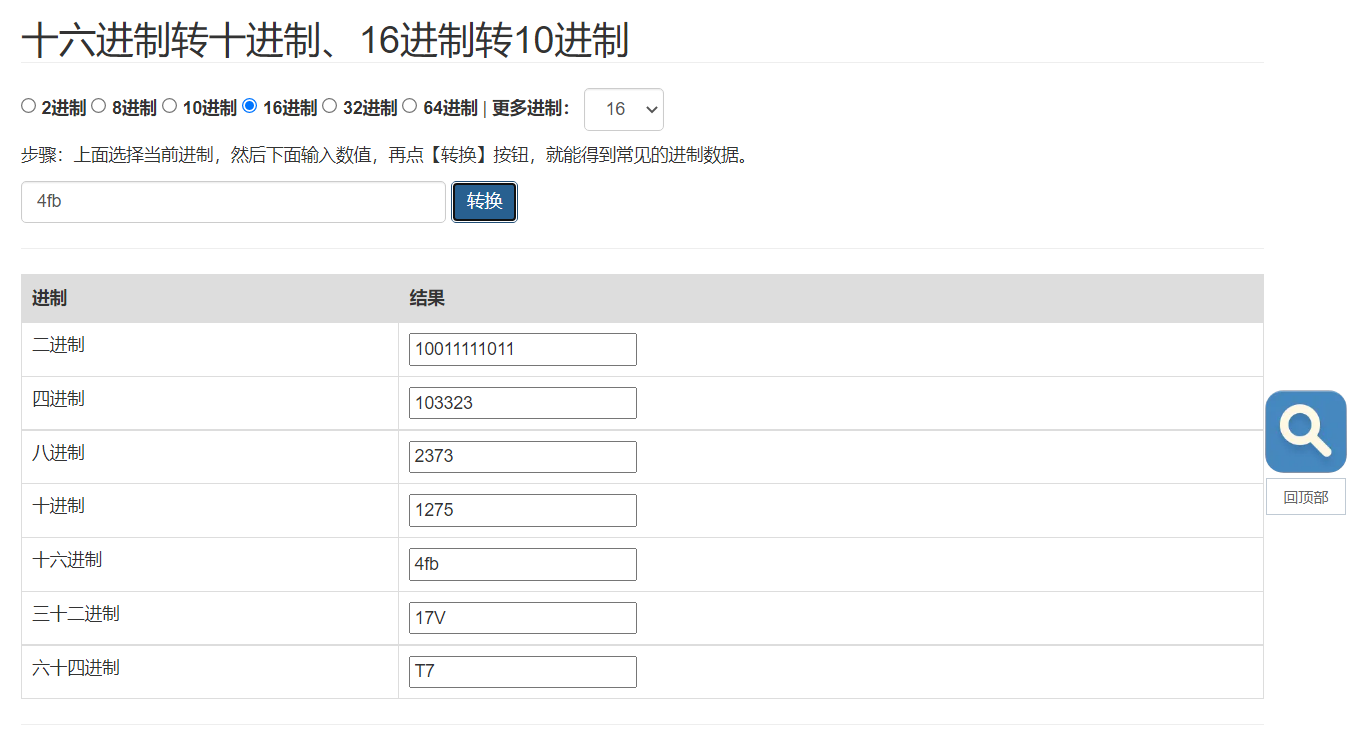 十六进制转十进制、16进制转10进制
2进制 8进制 10进制 16进制 32进制 64进制 | 更多进制： 16
步骤：上面选择当前进制，然后下面输入数值，再点【转换】按钮，就能得到常见的进制数据。
4fb 转换
进制 结果
二进制 10011111011
四进制 103323
八进制 2373
十进制 1275
回顶部
十六进制 4fb
三十二进制 17V
六十四进制 T7